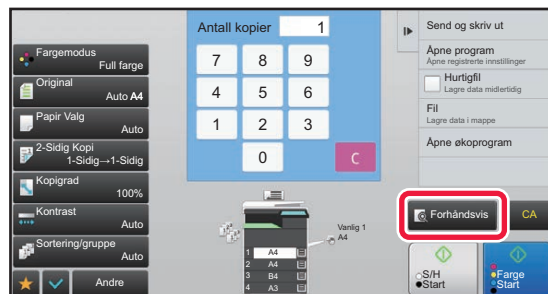 Fargemodus
Full farge
Original
Auto A4
Papir Valg
Auto
2-Sidig Kopi
1-Sidig→1-Sidig
Kopigrad
100%
Kontrast
Auto
Sortering/gruppe
Auto
Andre
Antall kopier 1
7 8 9
4 5 6
1 2 3
0 C
Vanlig 1
A4
1 A4
2 A4
3 B4
4 A3
Send og skriv ut
Åpne program
Åpne registrerte innstillinger
Hurtigfil
Lagre data midlertidig
Fil
Lagre data i mappe
Åpne økoprogram
Forhåndsvis CA
S/H
Start
Farge
Start